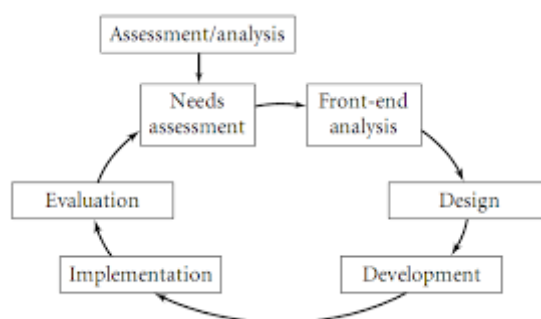 Assessment/analysis
Needs
assessment
Front-end
analysis
Evaluation
Design
Implementation
Development